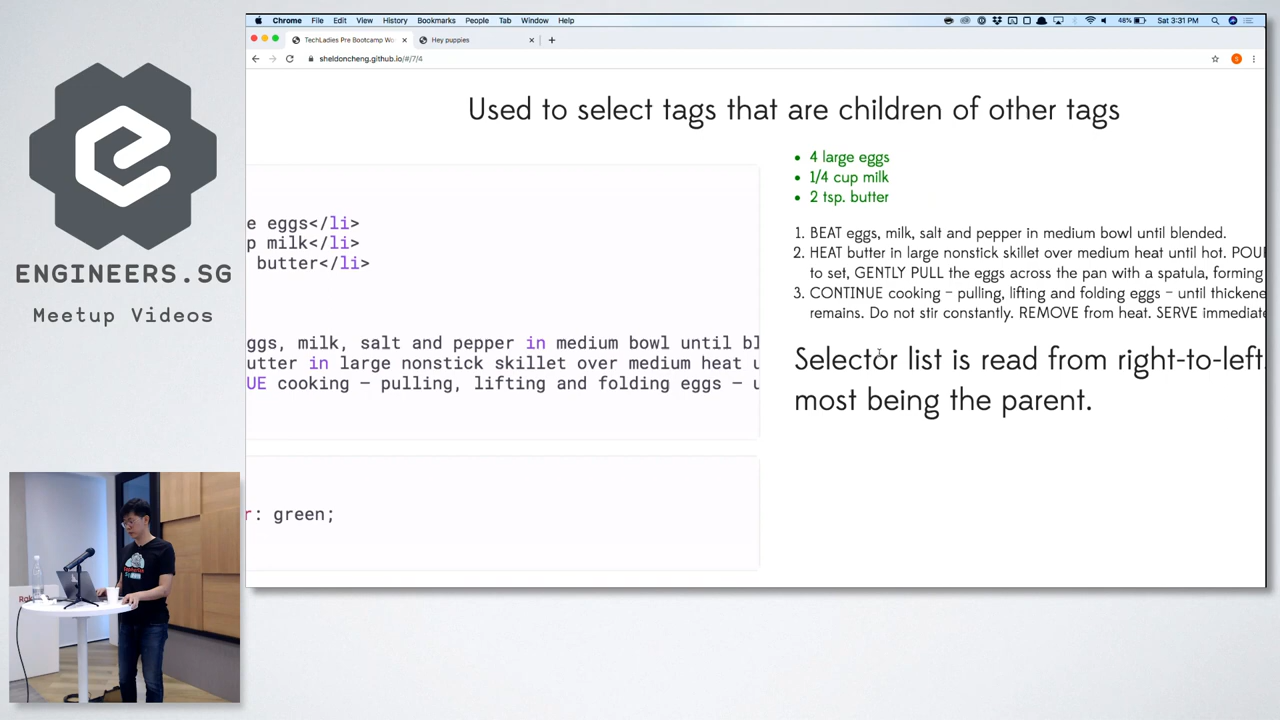 Chrome File Edit View History Bookmarks People Tab Window Help
48% Sat 3:31 PM
TechLadies Pre Bootcamp Wo
Hey puppies
sheldoncheng.github.io/#/7/4
ENGINEERS.SG
Meetup Videos
Used to select tags that are children of other tags
e eggs</li>
p milk</li>
butter</li>
ggs, milk, salt and pepper in medium bowl until bl
utter in large nonstick skillet over medium heat u
UE cooking – pulling, lifting and folding eggs – u
r: green;
• 4 large eggs
• 1/4 cup milk
• 2 tsp. butter
1. BEAT eggs, milk, salt and pepper in medium bowl until blended.
2. HEAT butter in large nonstick skillet over medium heat until hot. POU
to set, GENTLY PULL the eggs across the pan with a spatula, forming
3. CONTINUE cooking – pulling, lifting and folding eggs – until thickene
remains. Do not stir constantly. REMOVE from heat. SERVE immediate
Selector list is read from right-to-left
most being the parent.